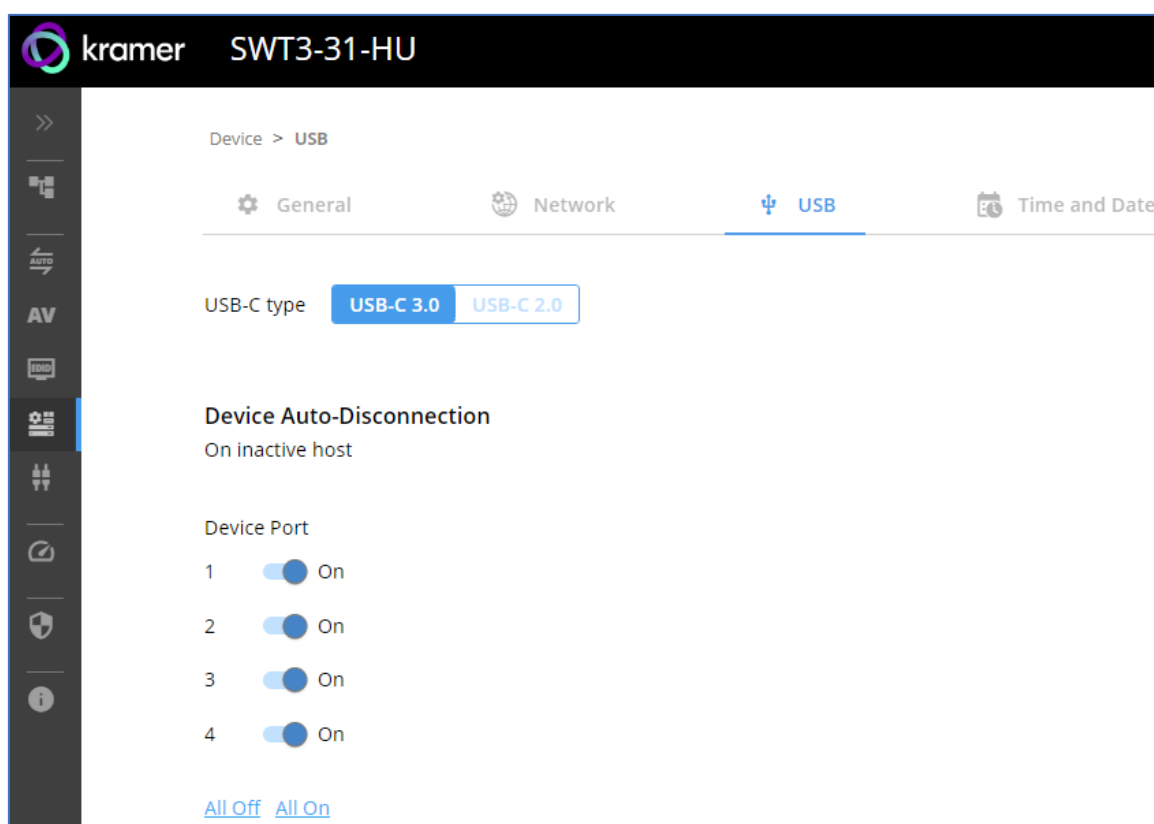 kramer SWT3-31-HU
Device > USB
General Network USB Time and Date
AUTO
USB-C type USB-C 3.0 USB-C 2.0
AV
EDID
Device Auto-Disconnection
On inactive host
Device Port
1 On
2 On
3 On
4 On
All Off All On